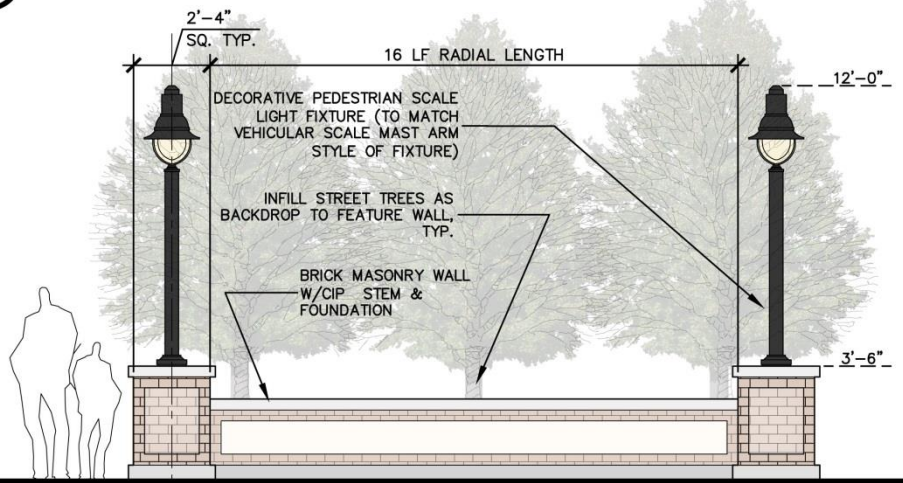 2'-4"
SQ. TYP.
16 LF RADIAL LENGTH
12'-0"
DECORATIVE PEDESTRIAN SCALE
LIGHT FIXTURE (TO MATCH
VEHICULAR SCALE MAST ARM
STYLE OF FIXTURE)
INFILL STREET TREES AS
BACKDROP TO FEATURE WALL,
TYP.
BRICK MASONRY WALL
W/CIP STEM &
FOUNDATION
3'-6"